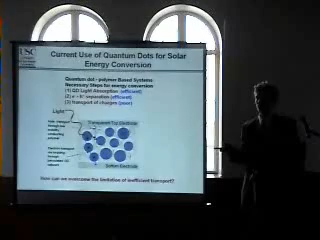 USC
Current Use of Quantum Dots for Solar
Energy Conversion
Quantum dot - polymer Based Systems
Necessary Steps for energy conversion
(1) QD Light Absorption (efficient)
(2) e - h+ separation (efficient)
(3) transport of charges (poor)
Light
Transparent Top Electrode
Bottom Electrode
How can we overcome the limitation of inefficient transport?